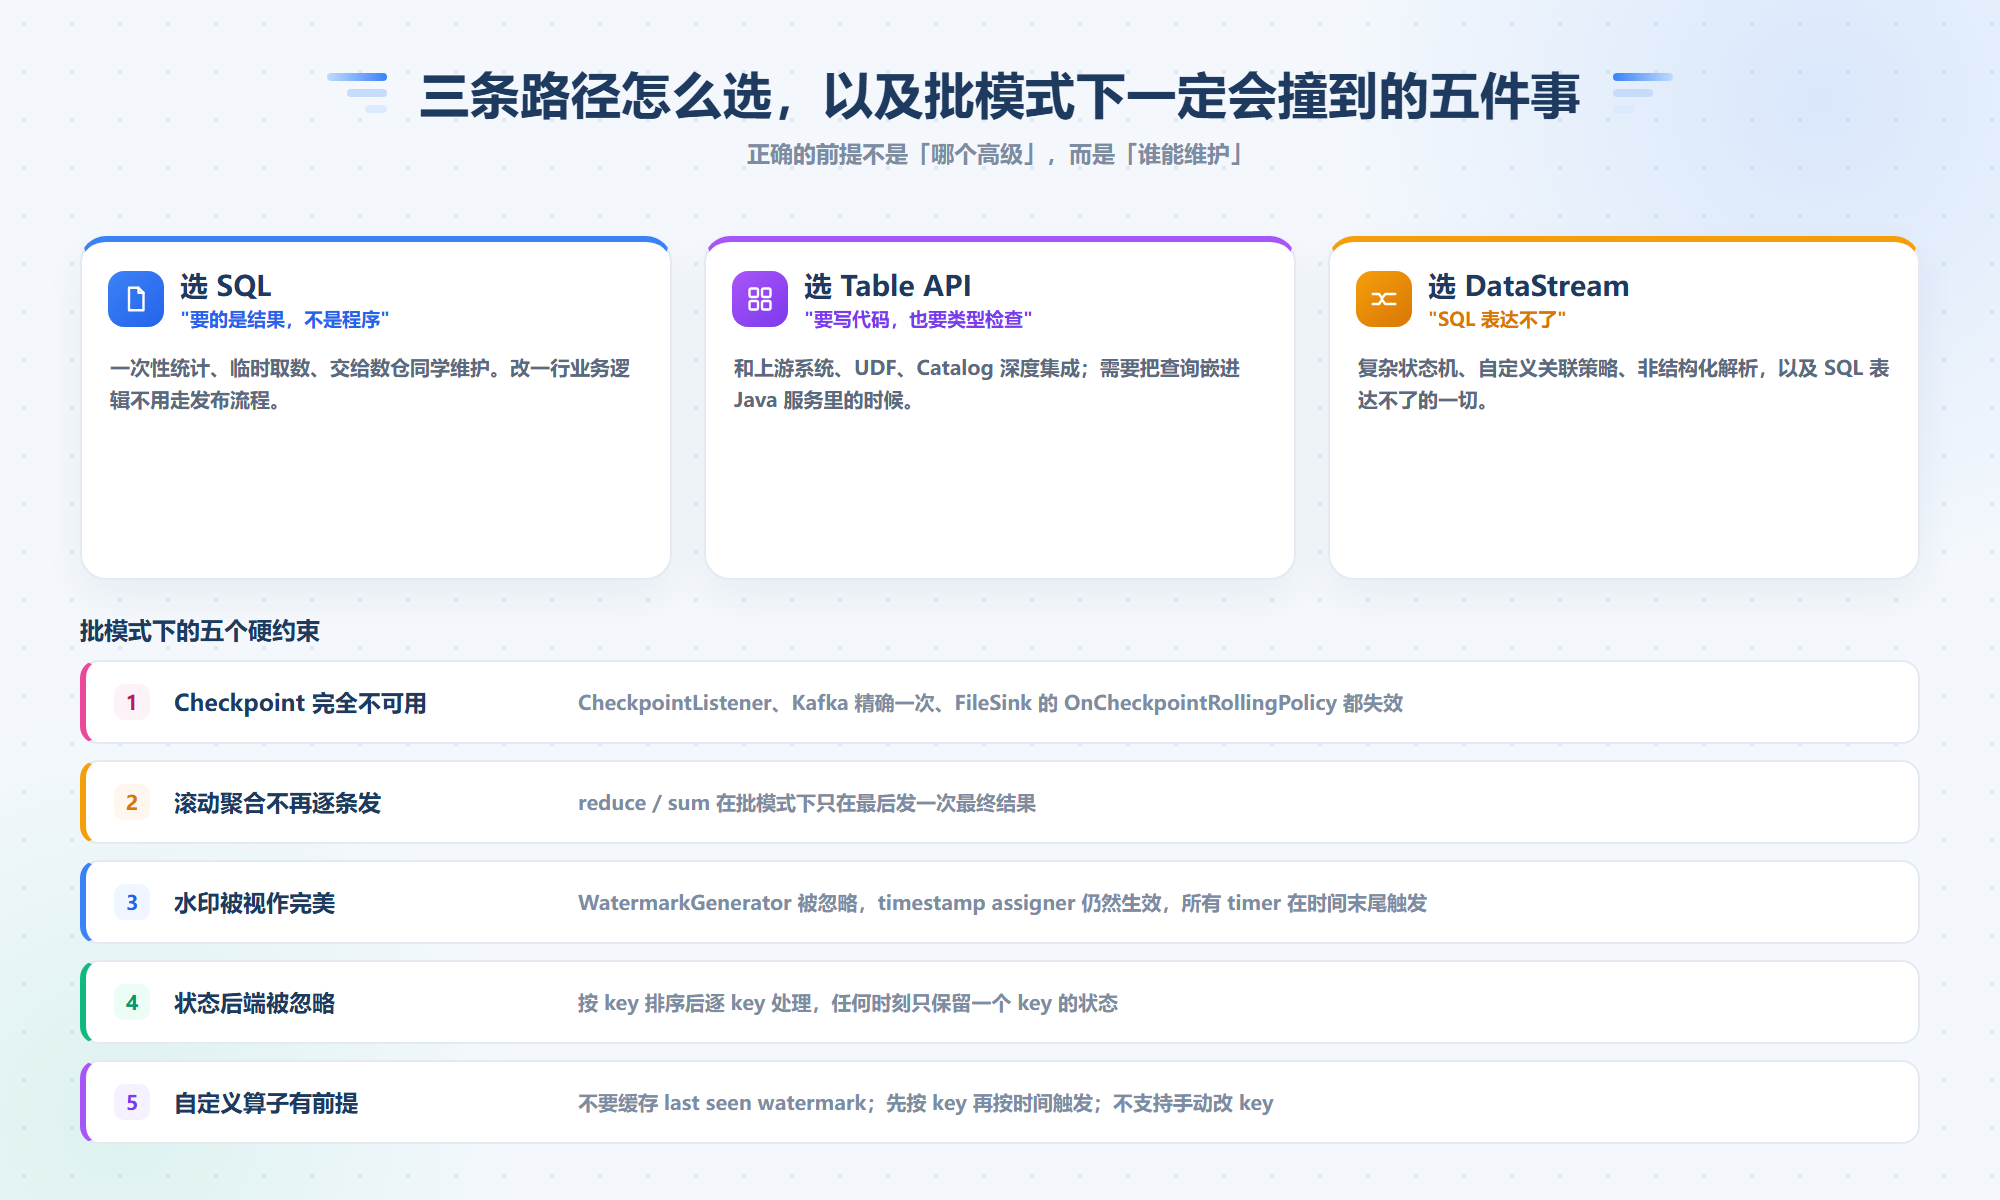 三条路径怎么选，以及批模式下一定会撞到的五件事
正确的前提不是「哪个高级」，而是「谁能维护」
选 SQL
"要的是结果，不是程序"
一次性统计、临时取数、交给数仓同学维护。改一行业务逻
辑不用走发布流程。
选 Table API
"要写代码，也要类型检查"
和上游系统、UDF、Catalog 深度集成；需要把查询嵌进
Java 服务里的时候。
选 DataStream
"SQL 表达不了"
复杂状态机、自定义关联策略、非结构化解析，以及 SQL 表
达不了的一切。
批模式下的五个硬约束
1 Checkpoint 完全不可用 CheckpointListener、Kafka 精确一次、FileSink 的 OnCheckpointRollingPolicy 都失效
2 滚动聚合不再逐条发 reduce / sum 在批模式下只在最后发一次最终结果
3 水印被视作完美 WatermarkGenerator 被忽略，timestamp assigner 仍然生效，所有 timer 在时间末尾触发
4 状态后端被忽略 按 key 排序后逐 key 处理，任何时刻只保留一个 key 的状态
5 自定义算子有前提 不要缓存 last seen watermark；先按 key 再按时间触发；不支持手动改 key